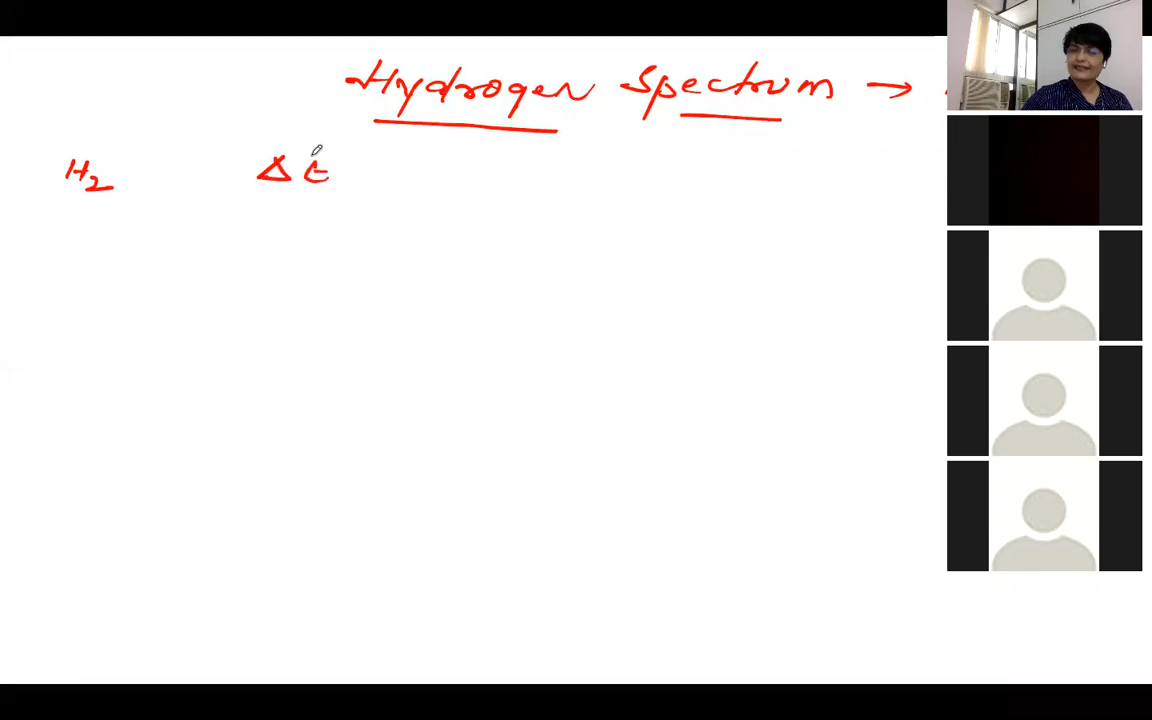 Hydrogen Spectrum →
H₂ ΔE